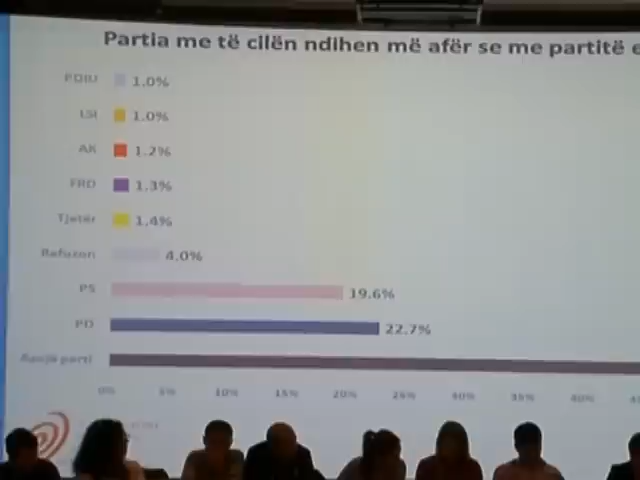 Partia me të cilën ndihen më afër se me partitë e
PDIU 1.0%
LSI 1.0%
AK 1.2%
FRD 1.3%
Tjetër 1.4%
Refuzon 4.0%
PS 19.6%
PD 22.7%
Asnjë parti
0% 5% 10% 15% 20% 25% 30% 35% 40%